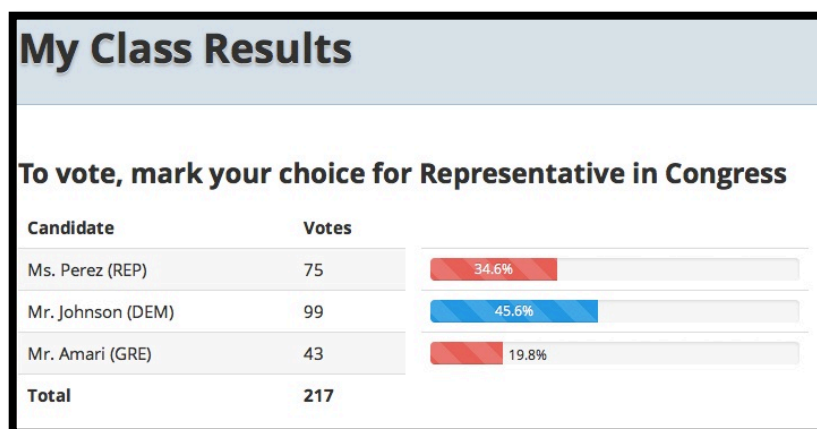 My Class Results
To vote, mark your choice for Representative in Congress
Candidate Votes
Ms. Perez (REP) 75 34.6%
Mr. Johnson (DEM) 99 45.6%
Mr. Amari (GRE) 43 19.8%
Total 217